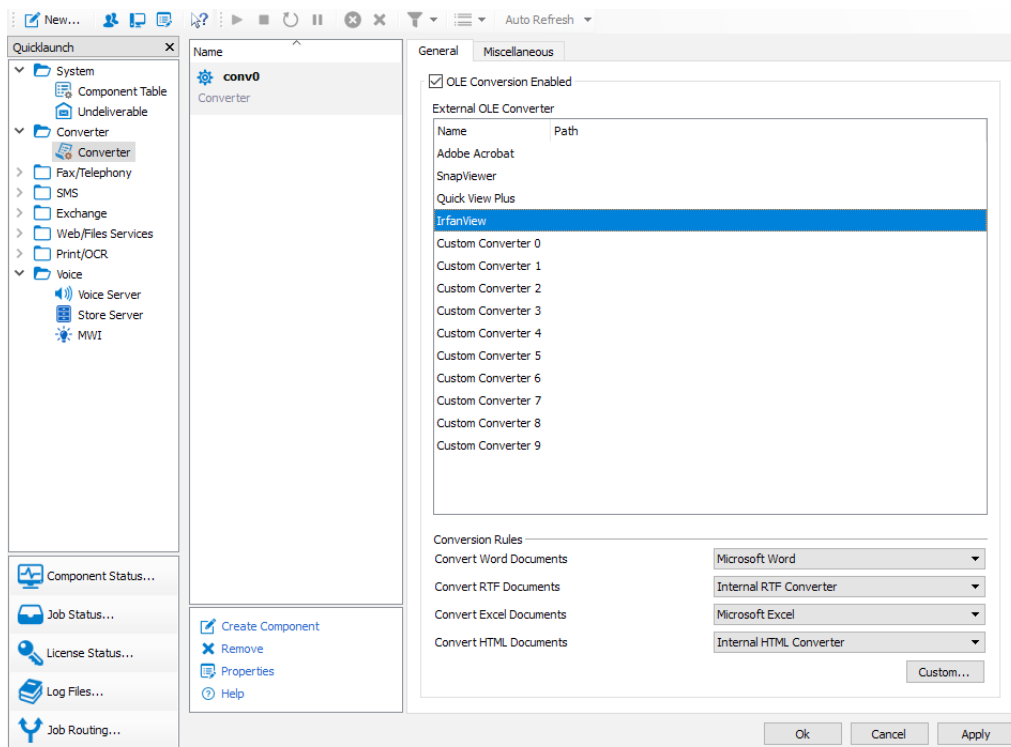 New...
Auto Refresh
Quicklaunch
System
Component Table
Undeliverable
Converter
Converter
Fax/Telephony
SMS
Exchange
Web/Files Services
Print/OCR
Voice
Voice Server
Store Server
MWI
Component Status...
Job Status...
License Status...
Log Files...
Job Routing...
Name
conv0
Converter
Create Component
Remove
Properties
Help
General Miscellaneous
OLE Conversion Enabled
External OLE Converter
Name Path
Adobe Acrobat
SnapViewer
Quick View Plus
IrfanView
Custom Converter 0
Custom Converter 1
Custom Converter 2
Custom Converter 3
Custom Converter 4
Custom Converter 5
Custom Converter 6
Custom Converter 7
Custom Converter 8
Custom Converter 9
Conversion Rules
Convert Word Documents Microsoft Word
Convert RTF Documents Internal RTF Converter
Convert Excel Documents Microsoft Excel
Convert HTML Documents Internal HTML Converter
Custom...
Ok Cancel Apply